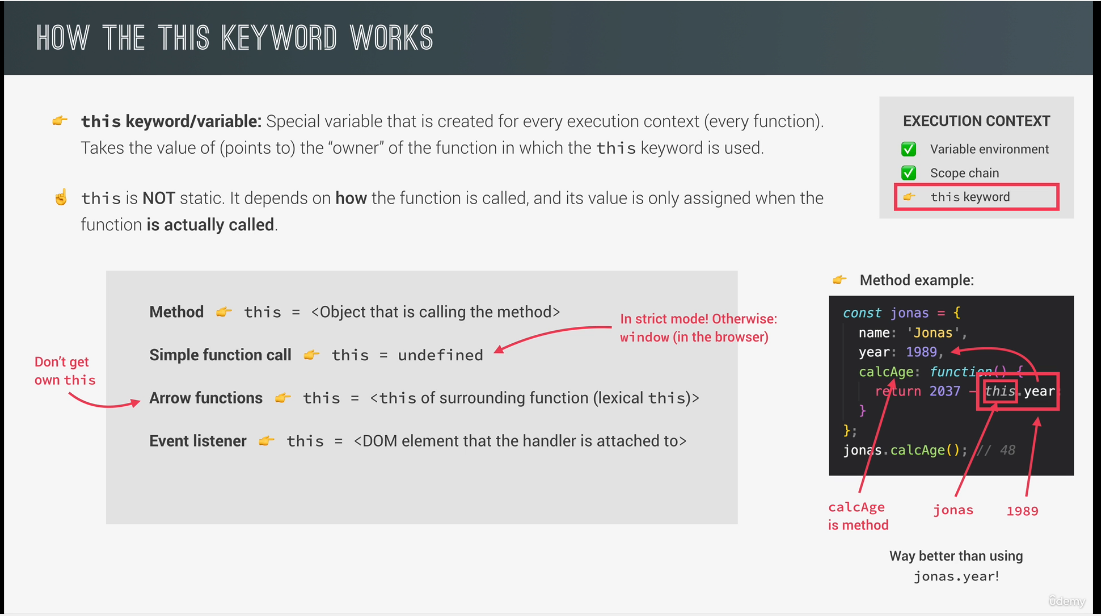 HOW THE THIS KEYWORD WORKS
👉 this keyword/variable: Special variable that is created for every execution context (every function).
Takes the value of (points to) the “owner” of the function in which the this keyword is used.
☝️ this is NOT static. It depends on how the function is called, and its value is only assigned when the
function is actually called.
EXECUTION CONTEXT
✅ Variable environment
✅ Scope chain
👉 this keyword
Method 👉 this = <Object that is calling the method>
Simple function call 👉 this = undefined
In strict mode! Otherwise:
window (in the browser)
Don’t get
own this
Arrow functions 👉 this = <this of surrounding function (lexical this)>
Event listener 👉 this = <DOM element that the handler is attached to>
👉 Method example:
const jonas = {
name: 'Jonas',
year: 1989,
calcAge: function() {
return 2037 - this.year
}
};
jonas.calcAge(); // 48
calcAge
is method
jonas
1989
Way better than using
jonas.year!
ûdemy